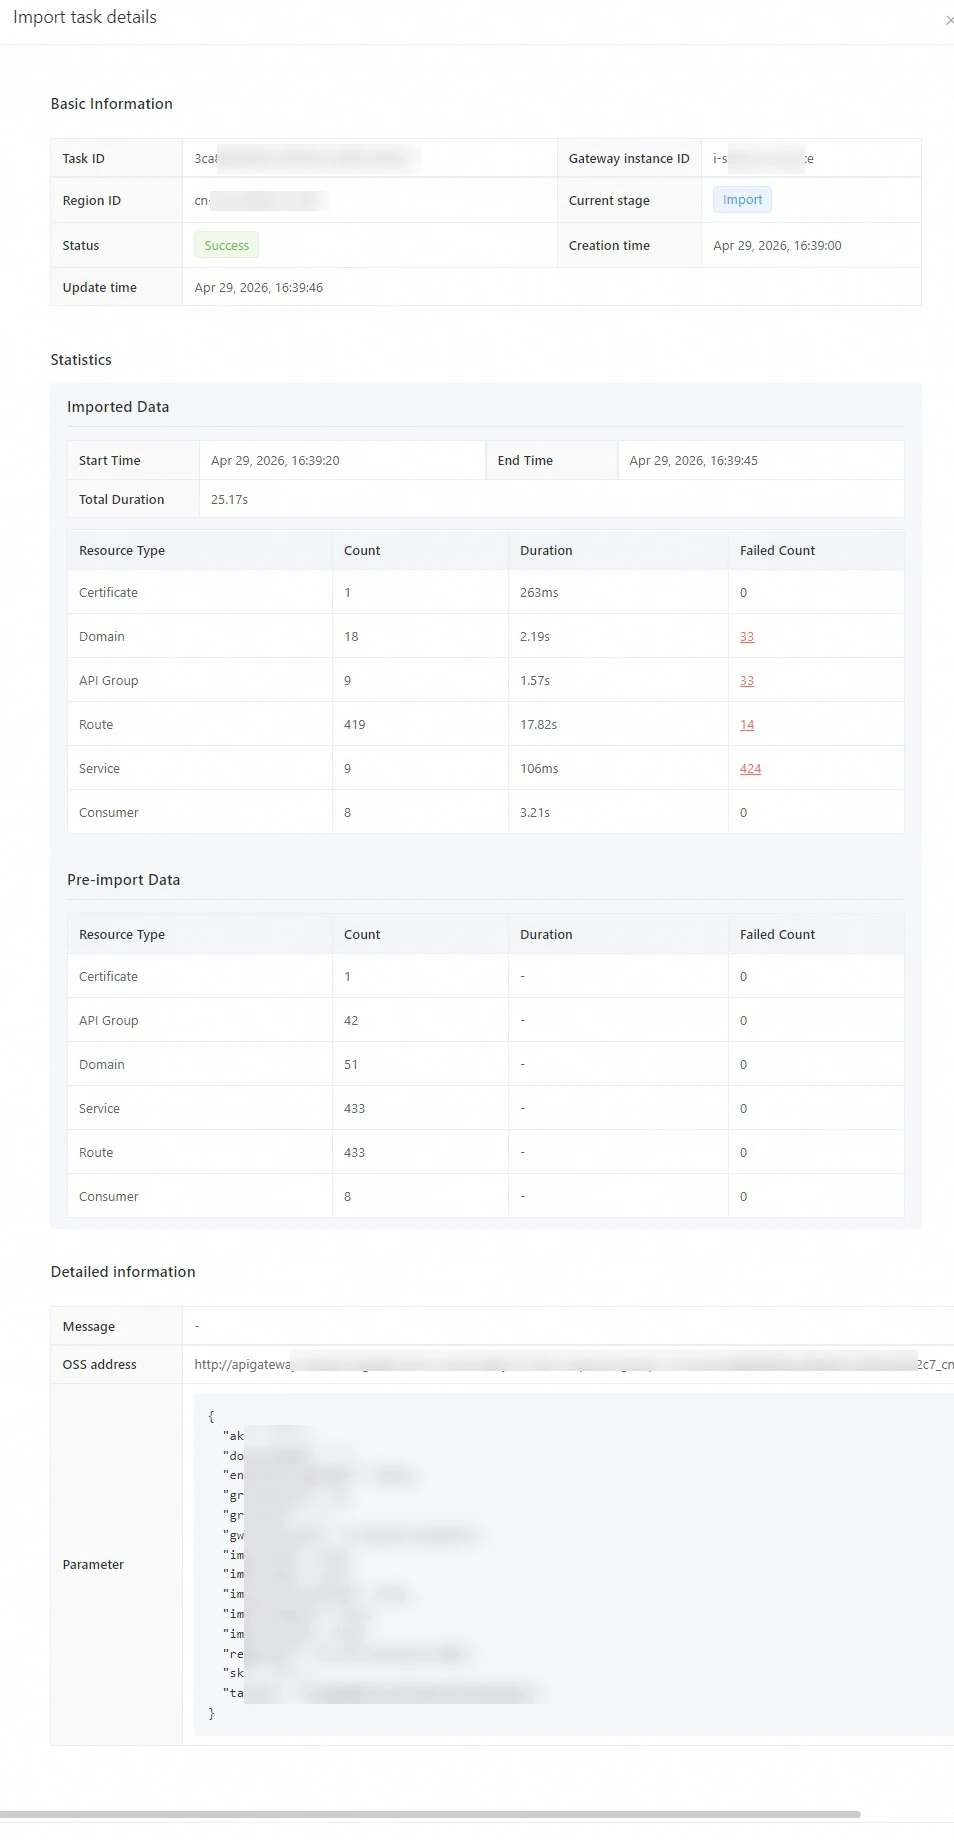 Import task details
Basic Information
Task ID 3ca8 Gateway instance ID i-s e
Region ID cn- Current stage Import
Status Success Creation time Apr 29, 2026, 16:39:00
Update time Apr 29, 2026, 16:39:46
Statistics
Imported Data
Start Time Apr 29, 2026, 16:39:20 End Time Apr 29, 2026, 16:39:45
Total Duration 25.17s
Resource Type Count Duration Failed Count
Certificate 1 263ms 0
Domain 18 2.19s 33
API Group 9 1.57s 33
Route 419 17.82s 14
Service 9 106ms 424
Consumer 8 3.21s 0
Pre-import Data
Resource Type Count Duration Failed Count
Certificate 1 - 0
API Group 42 - 0
Domain 51 - 0
Service 433 - 0
Route 433 - 0
Consumer 8 - 0
Detailed information
Message -
OSS address http://apigatewa 2c7_cn
Parameter
{
"ak
"do
"en
"gr
"gr
"gw
"im
"im
"im
"im
"im
"re
"sk
"ta
}